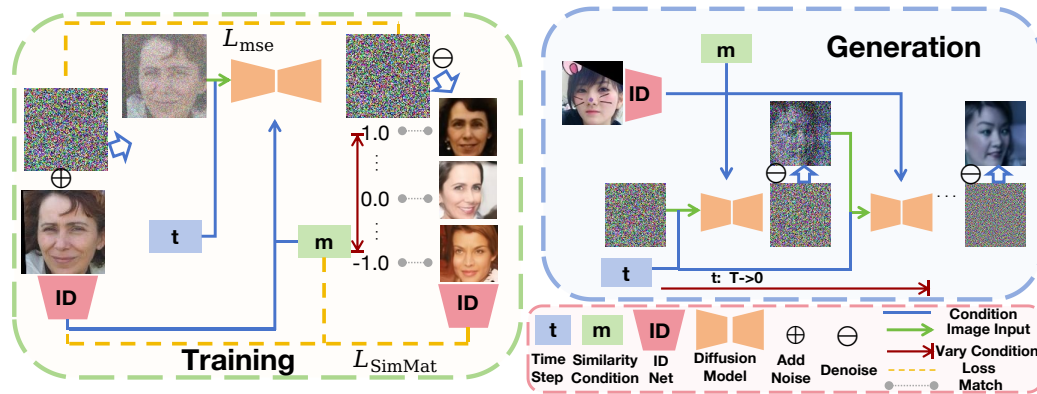 L_mse
1.0
⋮
0.0
⋮
-1.0
t
m
ID
ID
Training
L_SimMat
Generation
m
ID
t
t: T->0
...
t
m
ID
Time
Step
Similarity
Condition
ID
Net
Diffusion
Model
Add
Noise
Denoise
Condition
Image Input
Vary Condition
Loss
Match